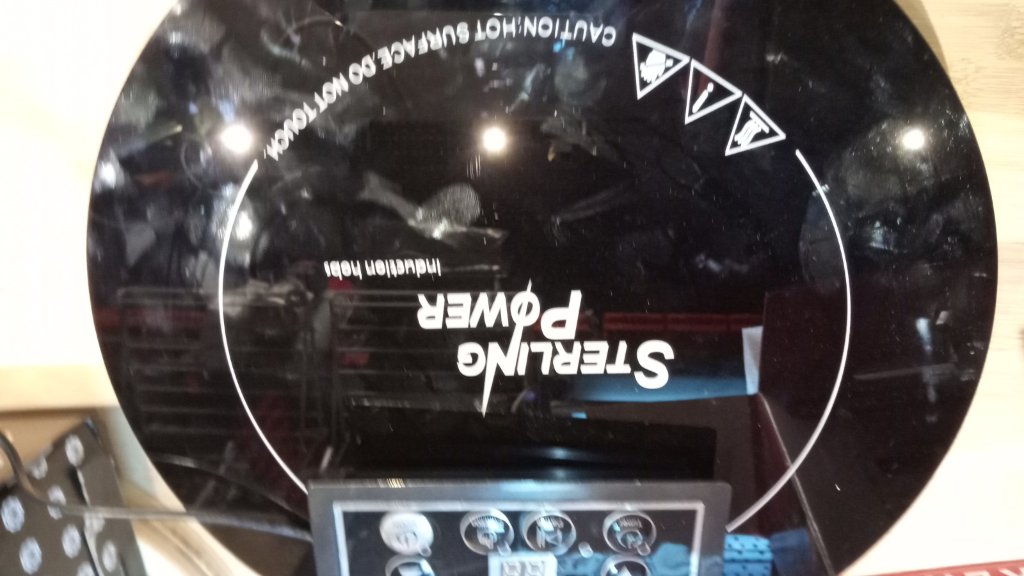 STERLING
POWER
induction hobs
CAUTION:HOT SURFACE,DO NOT TOUCH